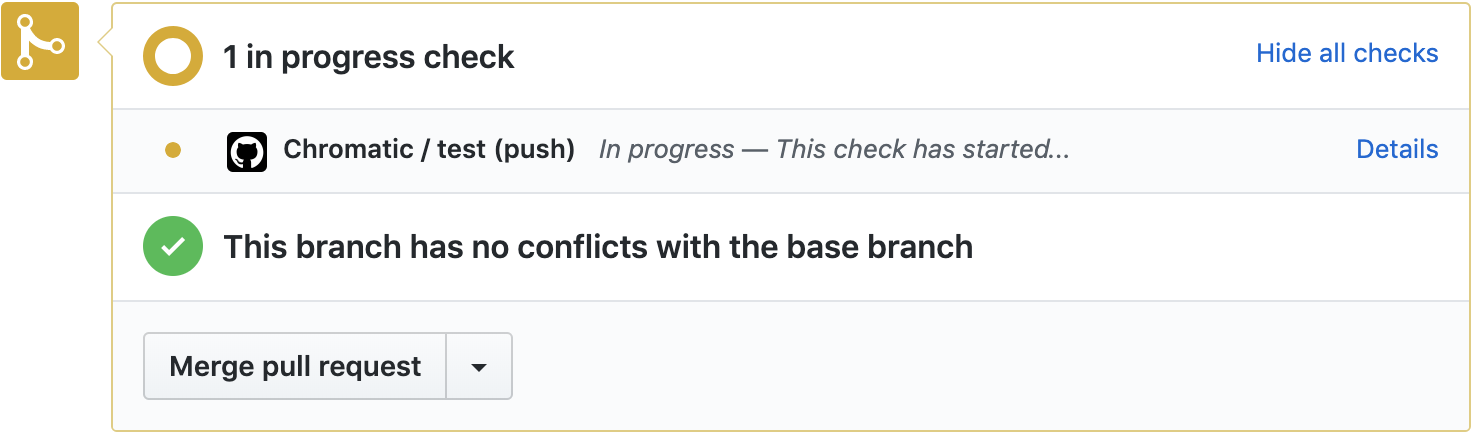 1 in progress check
Hide all checks
Chromatic / test (push) In progress — This check has started...
Details
This branch has no conflicts with the base branch
Merge pull request